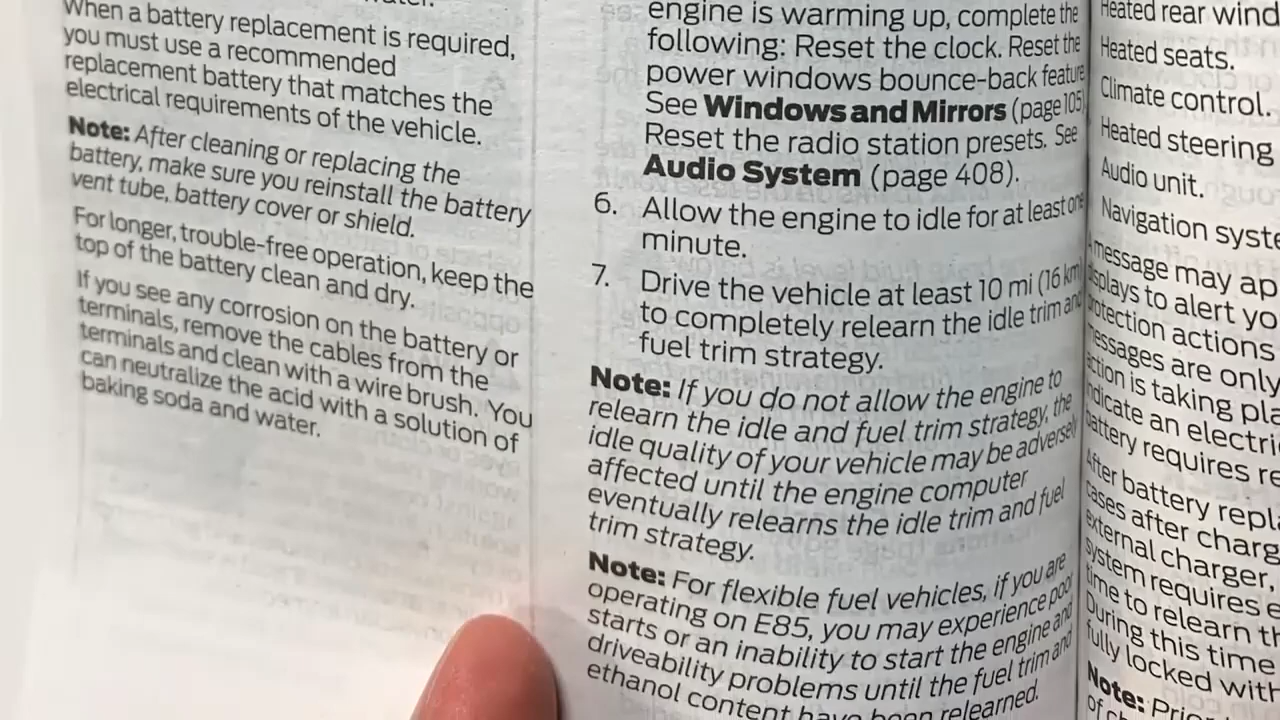 When a battery replacement is required,
you must use a recommended
replacement battery that matches the
electrical requirements of the vehicle.
Note: After cleaning or replacing the
battery, make sure you reinstall the battery
vent tube, battery cover or shield.
For longer, trouble-free operation, keep the
top of the battery clean and dry.
If you see any corrosion on the battery or
terminals, remove the cables from the
terminals and clean with a wire brush. You
can neutralize the acid with a solution of
baking soda and water.
engine is warming up, complete the
following: Reset the clock. Reset the
power windows bounce-back feature
See Windows and Mirrors (page 105)
Reset the radio station presets. See
Audio System (page 408).
6. Allow the engine to idle for at least one
minute.
7. Drive the vehicle at least 10 mi (16 km)
to completely relearn the idle trim and
fuel trim strategy.
Note: If you do not allow the engine to
relearn the idle and fuel trim strategy, the
idle quality of your vehicle may be adversely
affected until the engine computer
eventually relearns the idle trim and fuel
trim strategy.
Note: For flexible fuel vehicles, if you are
operating on E85, you may experience poor
starts or an inability to start the engine and
driveability problems until the fuel trim and
ethanol content have been relearned.
Heated rear wind
Heated seats.
Climate control.
Heated steering
Audio unit.
Navigation syste
message may ap
displays to alert yo
protection actions
messages are only
action is taking pla
indicate an electri
battery requires re
After battery repla
cases after charg
external charger,
system requires e
time to relearn th
During this time
fully locked with
Note: Prior
of ch